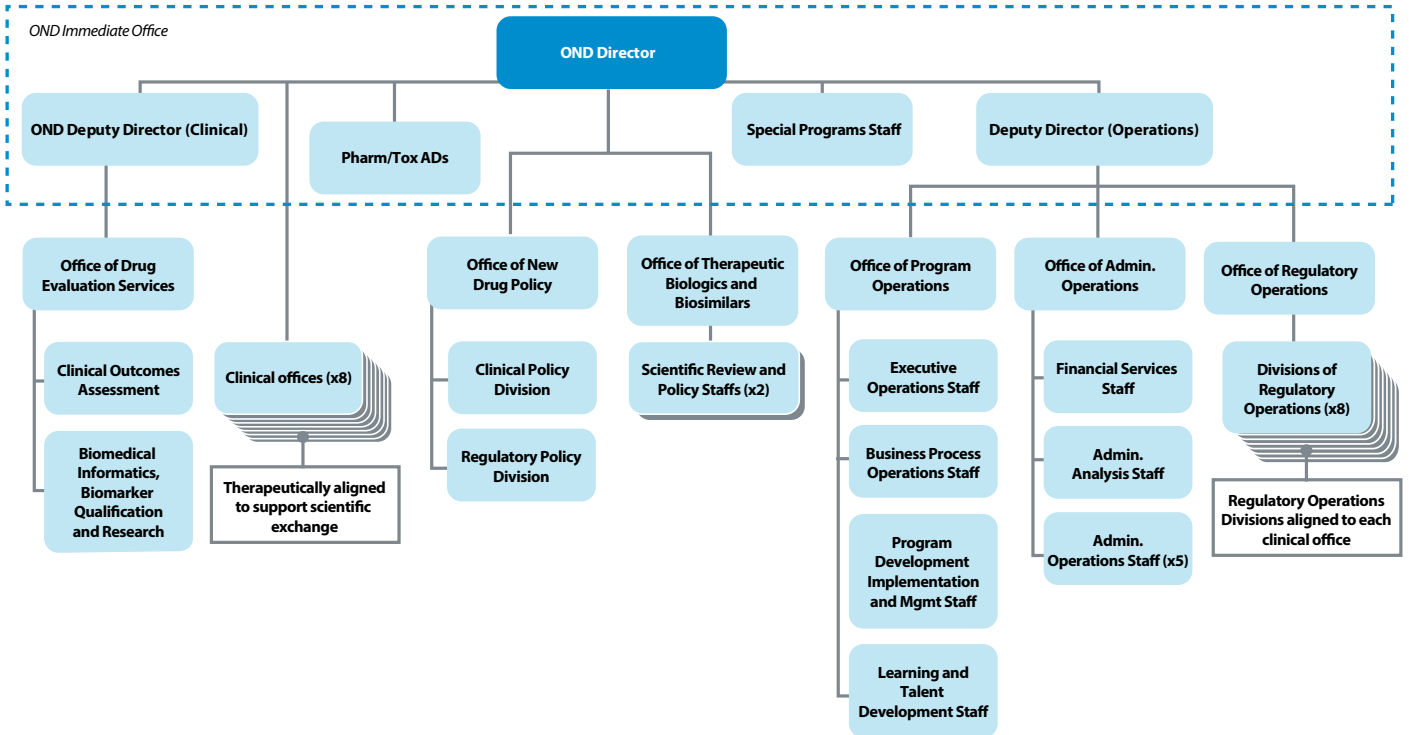 OND Immediate Office
OND Director
OND Deputy Director (Clinical)
Pharm/Tox ADs
Special Programs Staff
Deputy Director (Operations)
Office of Drug
Evaluation Services
Clinical Outcomes
Assessment
Biomedical
Informatics,
Biomarker
Qualification
and Research
Clinical offices (x8)
Therapeutically aligned
to support scientific
exchange
Office of New
Drug Policy
Clinical Policy
Division
Regulatory Policy
Division
Office of Therapeutic
Biologics and
Biosimilars
Scientific Review and
Policy Staffs (x2)
Office of Program
Operations
Executive
Operations Staff
Business Process
Operations Staff
Program
Development
Implementation
and Mgmt Staff
Learning and
Talent
Development Staff
Office of Admin.
Operations
Financial Services
Staff
Admin.
Analysis Staff
Admin.
Operations Staff (x5)
Office of Regulatory
Operations
Divisions of
Regulatory
Operations (x8)
Regulatory Operations
Divisions aligned to each
clinical office